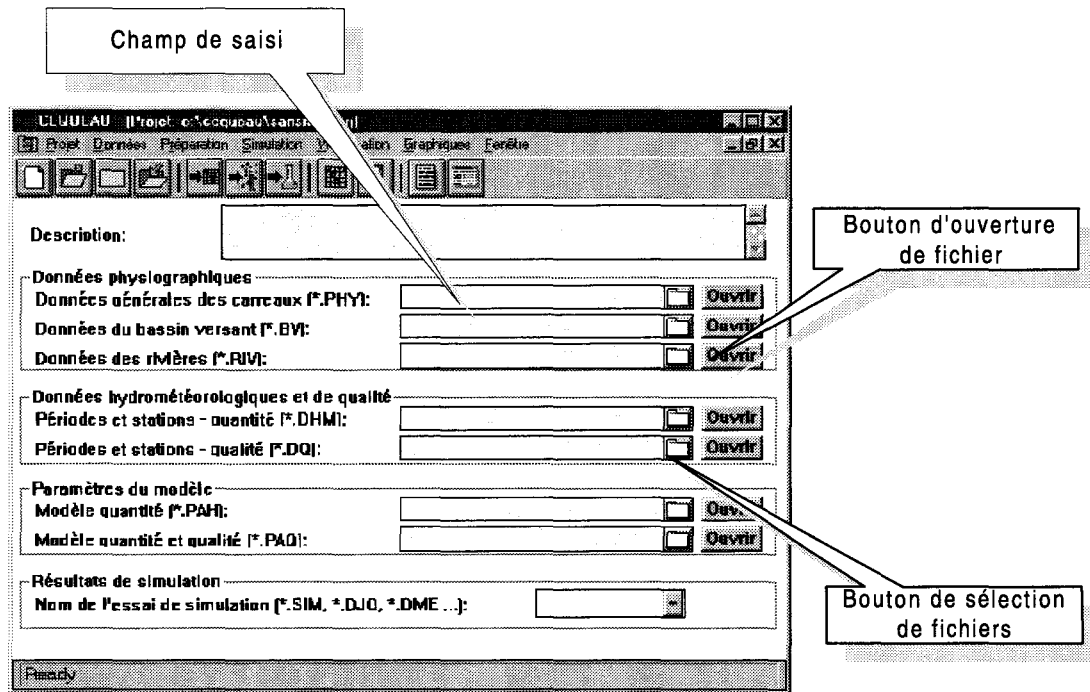 Champ de saisi
CEQUEAU - [Projet:
Projet Données Préparation Simulation Graphiques Fenêtre
Description:
Bouton d'ouverture
de fichier
Données physiographiques
Données générales des carreaux (*.PHY): Ouvrir
Données du bassin versant (*.BV): Ouvrir
Données des rivières (*.RIV): Ouvrir
Données hydrométéorologiques et de qualité
Périodes et stations - quantité (*.DHM): Ouvrir
Périodes et stations - qualité (*.DQ): Ouvrir
Paramètres du modèle
Modèle quantité (*.PAH): Ouvrir
Modèle quantité et qualité (*.PAQ): Ouvrir
Résultats de simulation
Nom de l'essai de simulation (*.SIM, *.DJO, *.DME ...):
Bouton de sélection
de fichiers
Ready